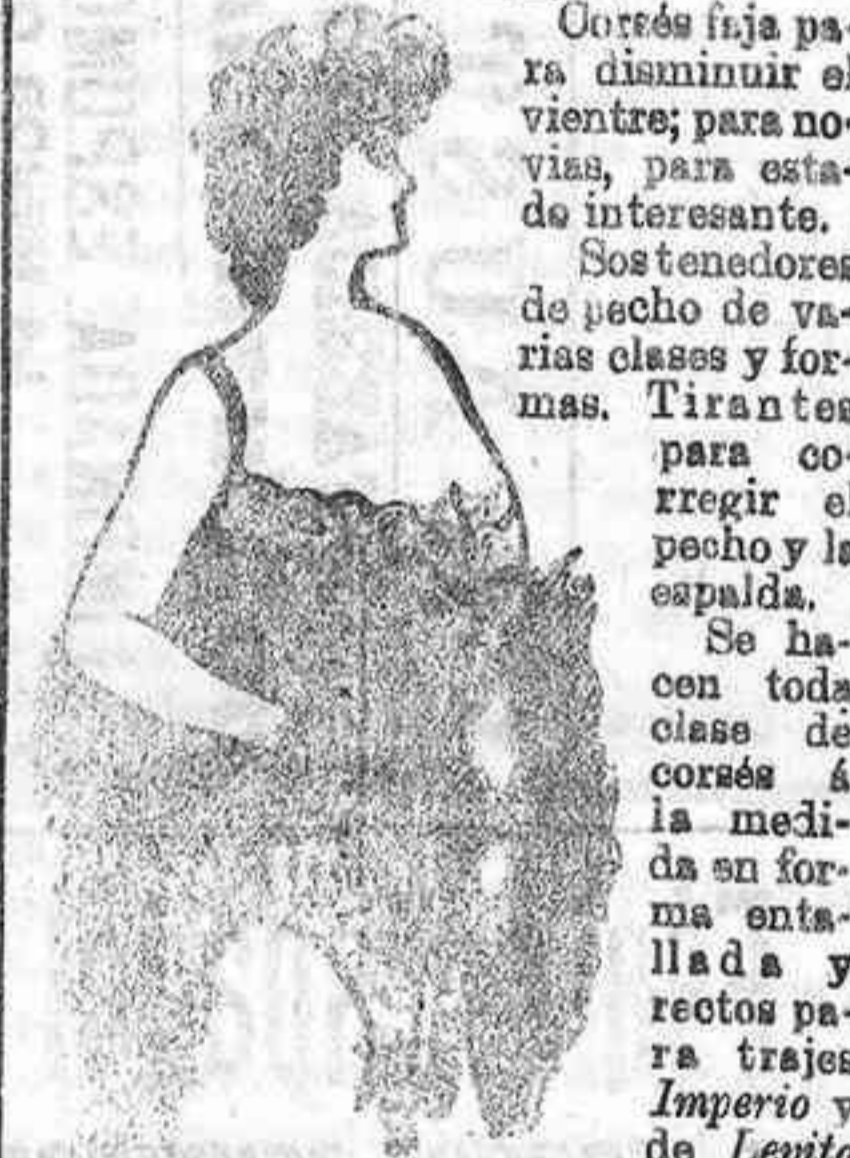 Corsés faja pa-
ra disminuir el
vientre; para no-
vias, para esta-
do interesante.
Sostenedores
de pecho de va-
rias clases y for-
mas. Tirantes
para co-
rregir el
pecho y la
espalda.
Se ha-
cen toda
clase de
corsés á
la medi-
da en for-
ma enta-
llada y
rectos pa-
ra trajes
Imperio y
de Levita